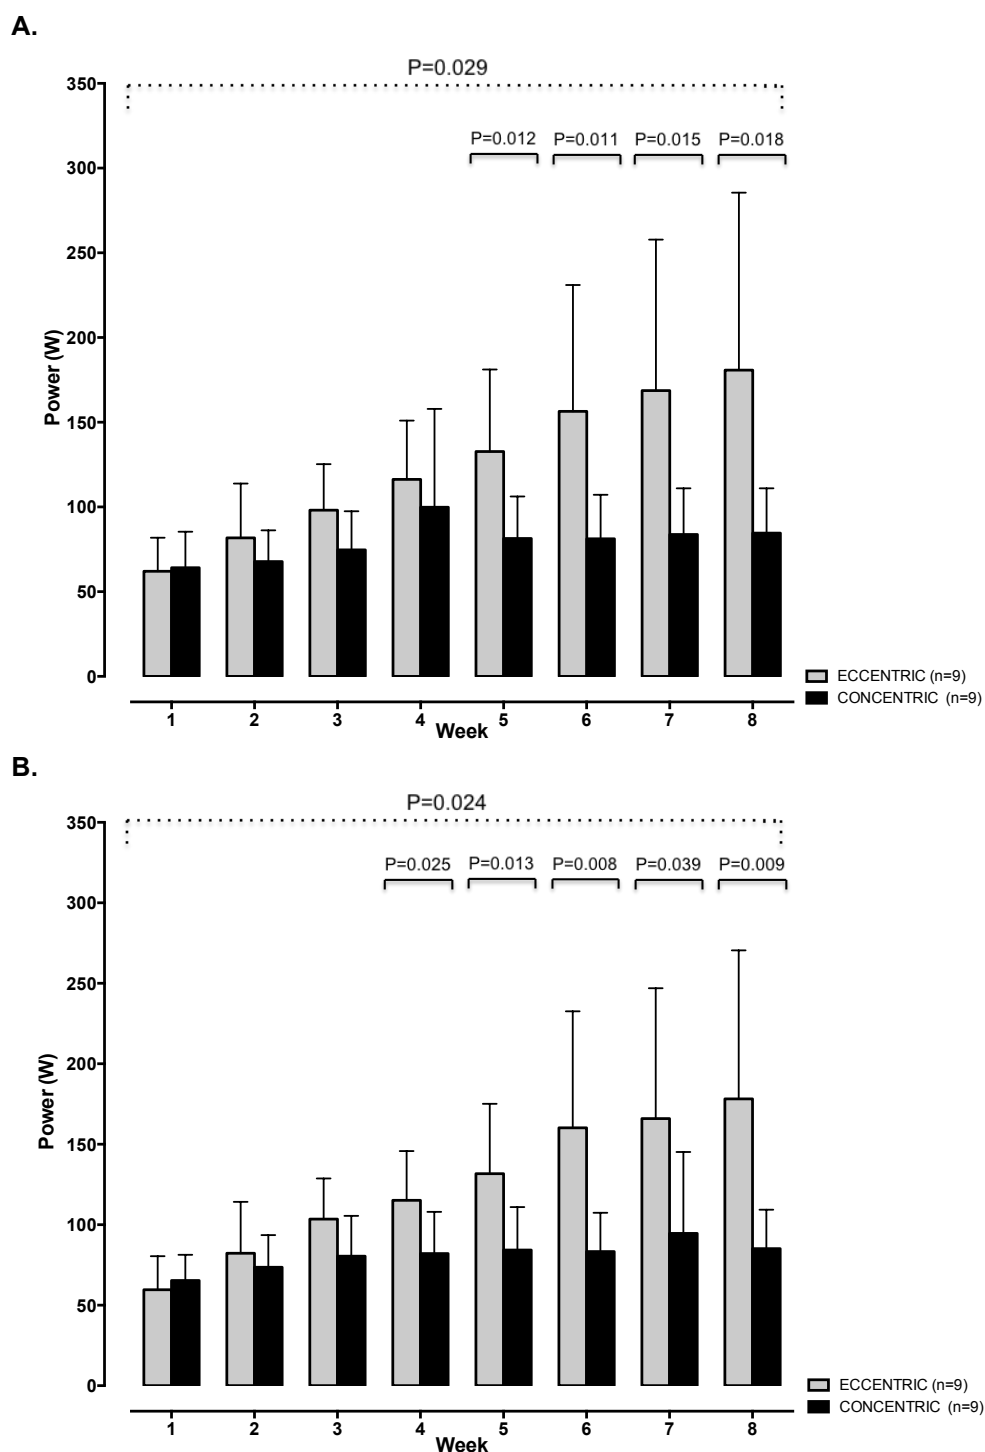 A.
P=0.029
350
P=0.012 P=0.011 P=0.015 P=0.018
300
250
200
Power (W)
150
100
50
0
ECCENTRIC (n=9)
CONCENTRIC (n=9)
1 2 3 4 5 6 7 8
Week
B.
P=0.024
350
P=0.025 P=0.013 P=0.008 P=0.039 P=0.009
300
250
200
Power (W)
150
100
50
0
ECCENTRIC (n=9)
CONCENTRIC (n=9)
1 2 3 4 5 6 7 8
Week